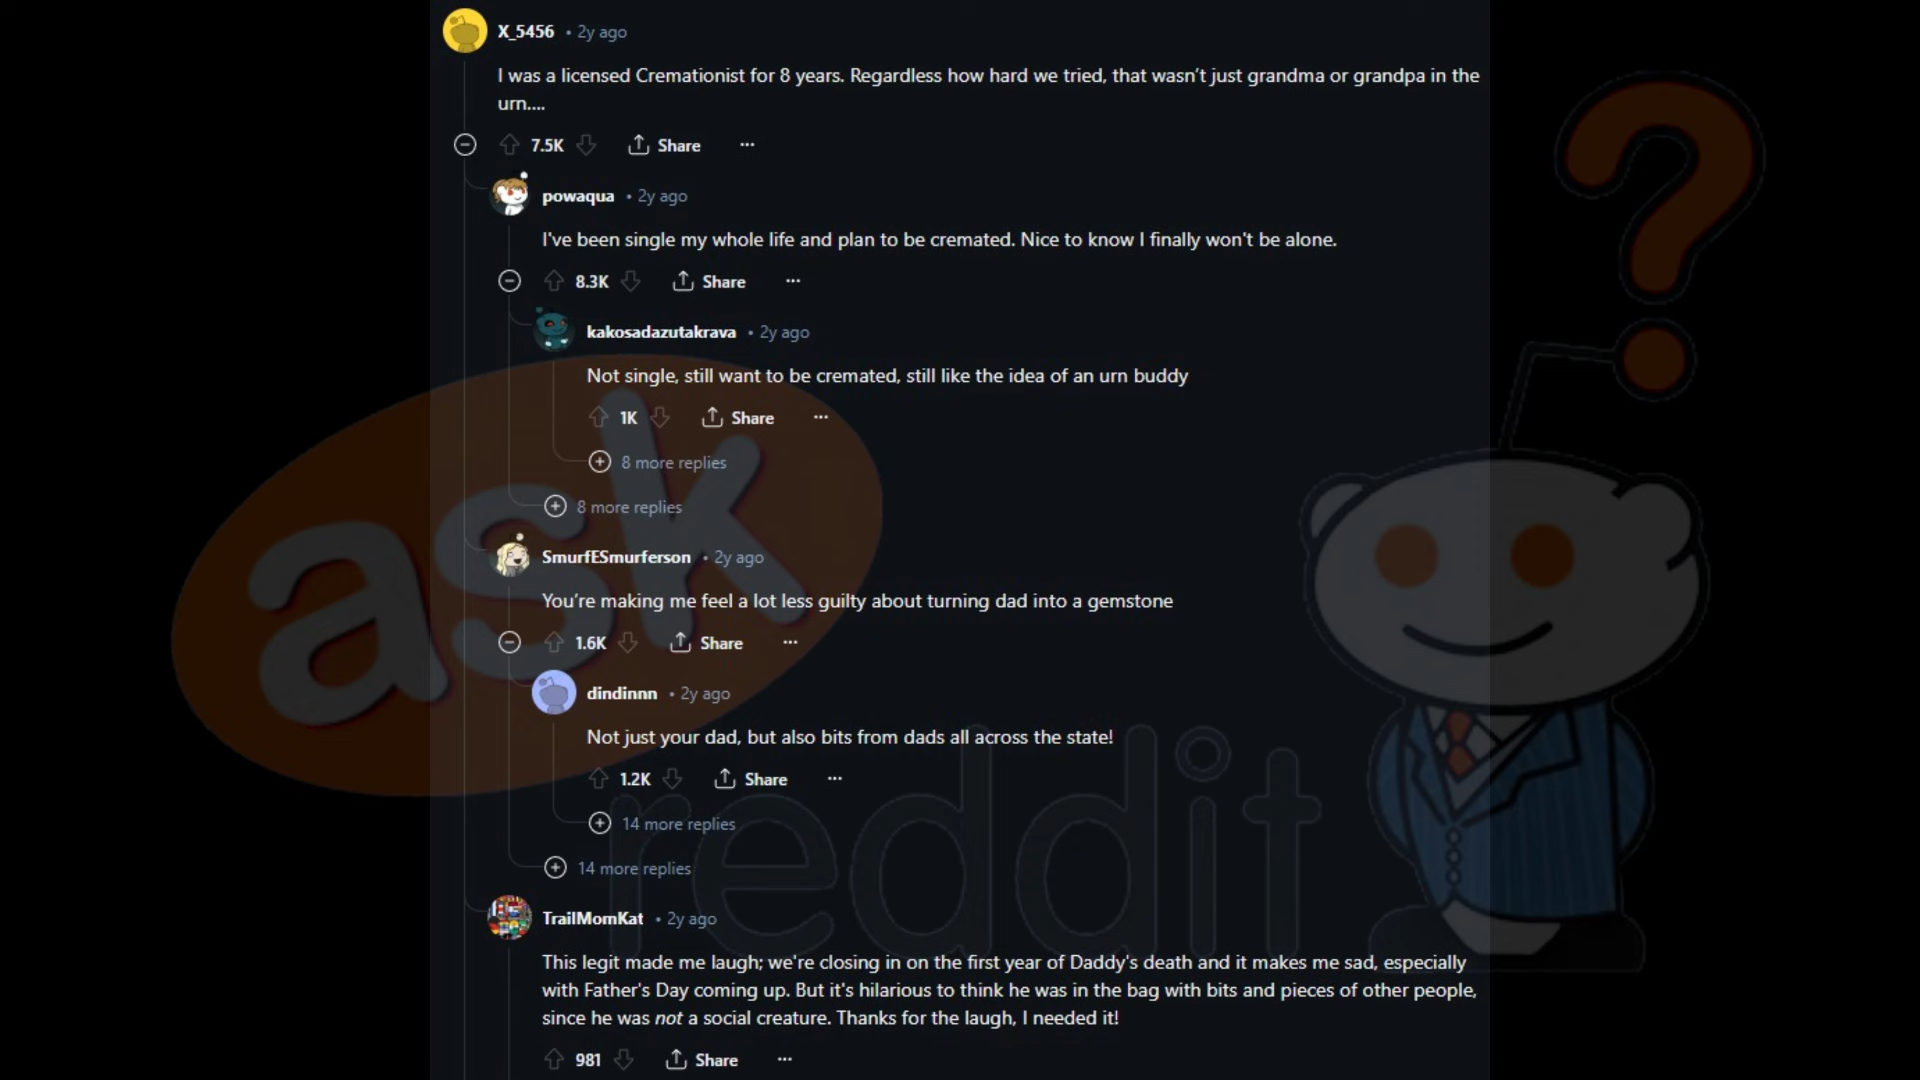 X_5456 • 2y ago
I was a licensed Cremationist for 8 years. Regardless how hard we tried, that wasn’t just grandma or grandpa in the
urn....
7.5K Share ...
powaqua • 2y ago
I've been single my whole life and plan to be cremated. Nice to know I finally won't be alone.
8.3K Share ...
kakosadazutakrava • 2y ago
Not single, still want to be cremated, still like the idea of an urn buddy
1K Share ...
8 more replies
8 more replies
SmurfESmurferson • 2y ago
You’re making me feel a lot less guilty about turning dad into a gemstone
1.6K Share ...
dindinnn • 2y ago
Not just your dad, but also bits from dads all across the state!
1.2K Share ...
14 more replies
14 more replies
TrailMomKat • 2y ago
This legit made me laugh; we're closing in on the first year of Daddy's death and it makes me sad, especially
with Father's Day coming up. But it's hilarious to think he was in the bag with bits and pieces of other people,
since he was not a social creature. Thanks for the laugh, I needed it!
981 Share ...
ask
reddit
?